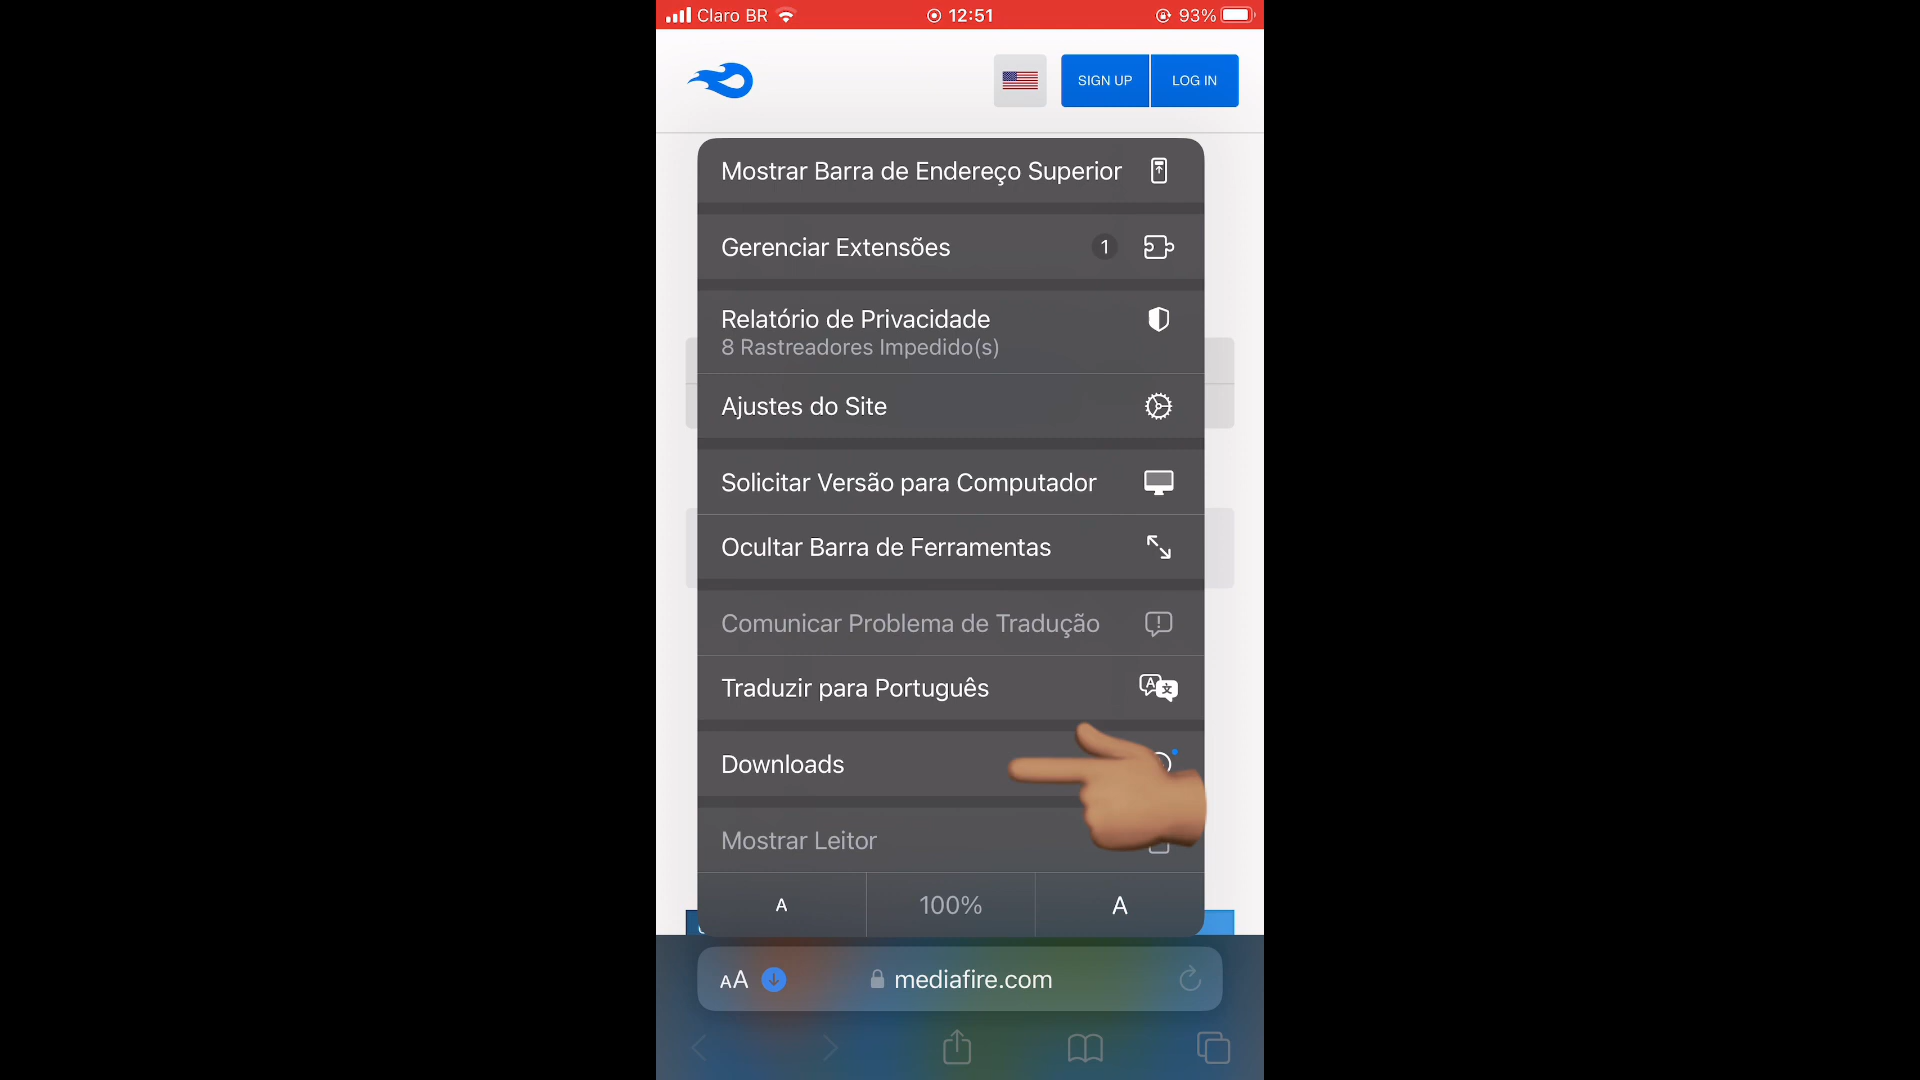 Claro BR
12:51
93%
SIGN UP
LOG IN
Mostrar Barra de Endereço Superior
Gerenciar Extensões 1
Relatório de Privacidade
8 Rastreadores Impedido(s)
Ajustes do Site
Solicitar Versão para Computador
Ocultar Barra de Ferramentas
Comunicar Problema de Tradução
Traduzir para Português
Downloads
Mostrar Leitor
A 100% A
AA mediafire.com